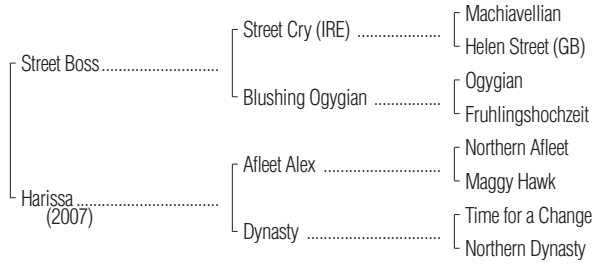 Machiavellian
Street Cry (IRE) ..................
Helen Street (GB)
Street Boss.........................
Ogygian
Blushing Ogygian ..............
Fruhlingshochzeit
Northern Afleet
Afleet Alex .........................
Maggy Hawk
Harissa ..............................
(2007)
Time for a Change
Dynasty .............................
Northern Dynasty